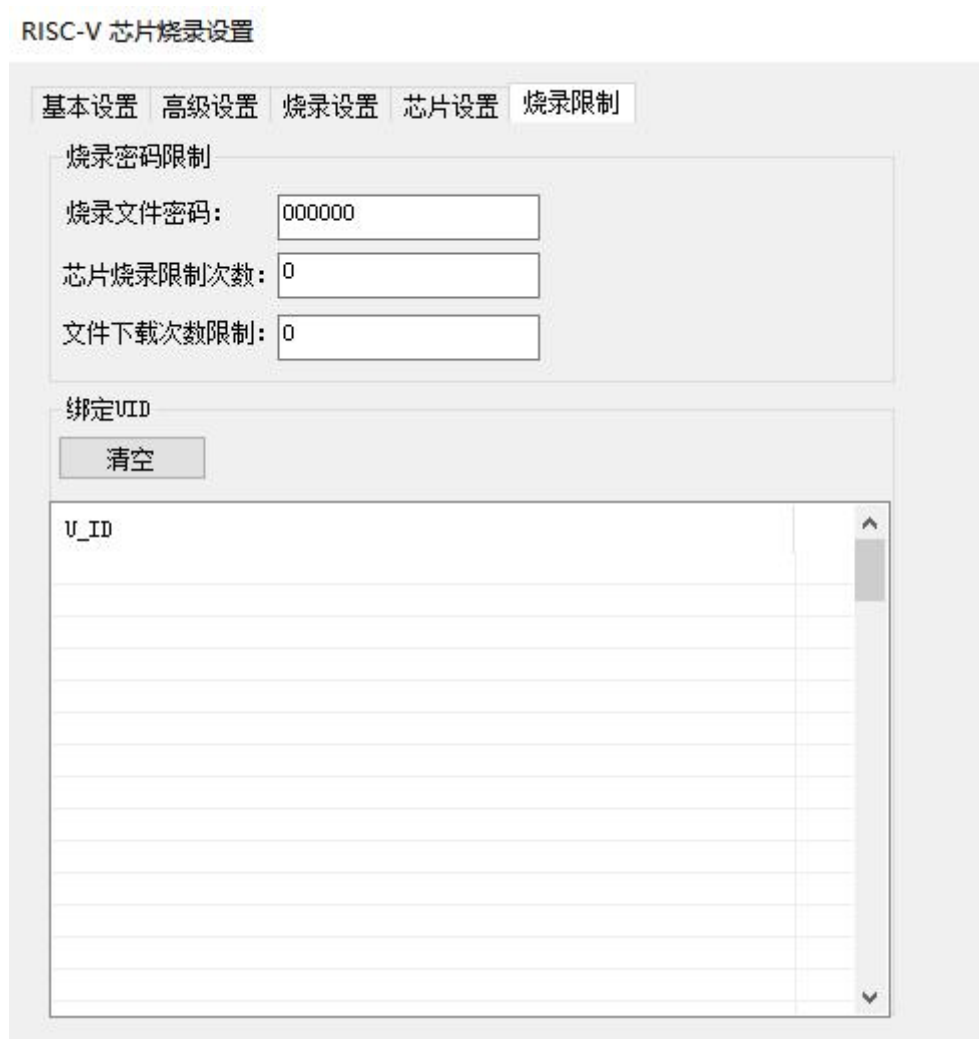 RISC-V 芯片烧录设置
基本设置 高级设置 烧录设置 芯片设置 烧录限制
烧录密码限制
烧录文件密码： 000000
芯片烧录限制次数： 0
文件下载次数限制： 0
绑定UID
清空
U_ID